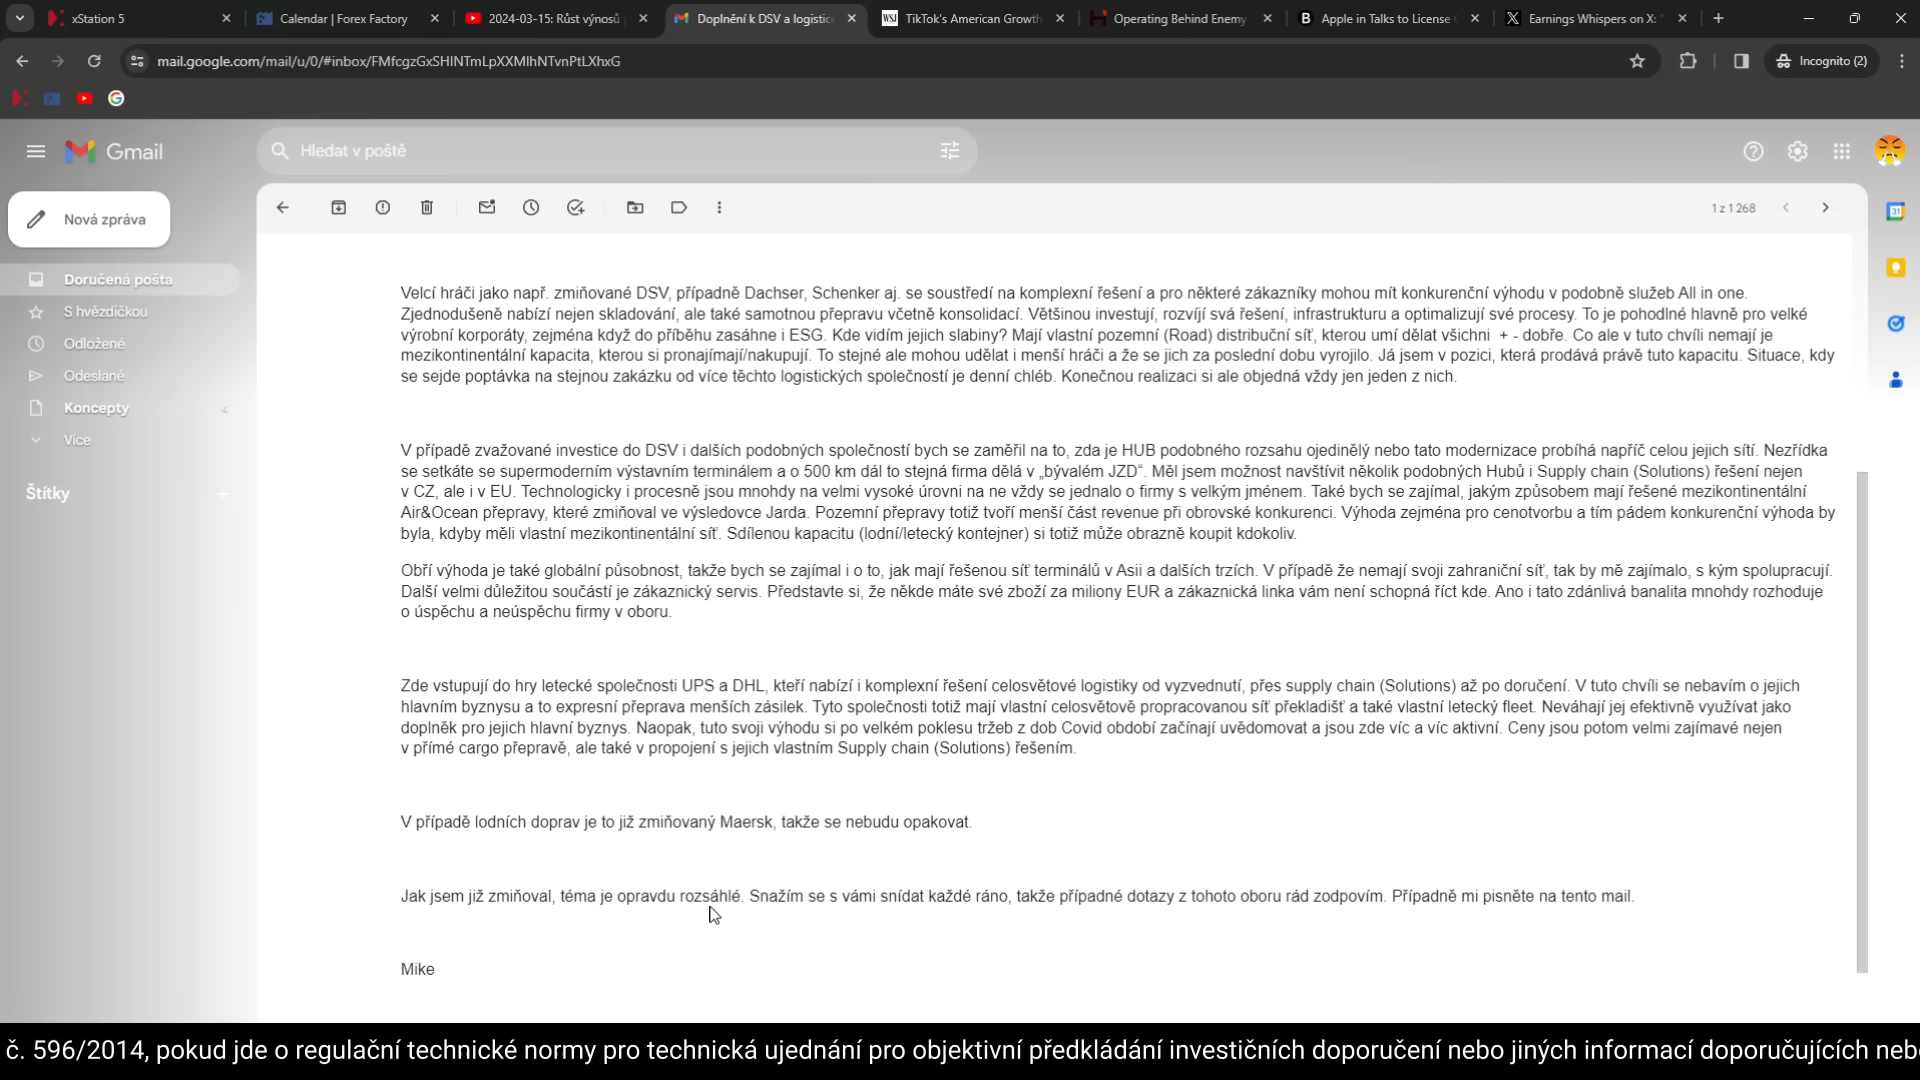 xStation 5
Calendar | Forex Factory
2024-03-15: Růst výnosů
Doplnění k DSV a logistic
WSJ TikTok's American Growth
Operating Behind Enemy
B Apple in Talks to License
X Earnings Whispers on X: "
mail.google.com/mail/u/0/#inbox/FMfcgzGxSHlNTmLpXXMlhNTvnPtLXhxG
Incognito (2)
Gmail
Hledat v poště
Nová zpráva
1 z 1 268
Doručená pošta
S hvězdičkou
Odložené
Odeslané
Koncepty 4
Více
Štítky
31
Velcí hráči jako např. zmiňované DSV, případně Dachser, Schenker aj. se soustředí na komplexní řešení a pro některé zákazníky mohou mít konkurenční výhodu v podobně služeb All in one.
Zjednodušeně nabízí nejen skladování, ale také samotnou přepravu včetně konsolidací. Většinou investují, rozvíjí svá řešení, infrastrukturu a optimalizují své procesy. To je pohodlné hlavně pro velké
výrobní korporáty, zejména když do příběhu zasáhne i ESG. Kde vidím jejich slabiny? Mají vlastní pozemní (Road) distribuční síť, kterou umí dělat všichni + - dobře. Co ale v tuto chvíli nemají je
mezikontinentální kapacita, kterou si pronajímají/nakupují. To stejné ale mohou udělat i menší hráči a že se jich za poslední dobu vyrojilo. Já jsem v pozici, která prodává právě tuto kapacitu. Situace, kdy
se sejde poptávka na stejnou zakázku od více těchto logistických společností je denní chléb. Konečnou realizaci si ale objedná vždy jen jeden z nich.
V případě zvažované investice do DSV i dalších podobných společností bych se zaměřil na to, zda je HUB podobného rozsahu ojedinělý nebo tato modernizace probíhá napříč celou jejich sítí. Nezřídka
se setkáte se supermoderním výstavním terminálem a o 500 km dál to stejná firma dělá v „bývalém JZD“. Měl jsem možnost navštívit několik podobných Hubů i Supply chain (Solutions) řešení nejen
v CZ, ale i v EU. Technologicky i procesně jsou mnohdy na velmi vysoké úrovni na ne vždy se jednalo o firmy s velkým jménem. Také bych se zajímal, jakým způsobem mají řešené mezikontinentální
Air&Ocean přepravy, které zmiňoval ve výsledovce Jarda. Pozemní přepravy totiž tvoří menší část revenue při obrovské konkurenci. Výhoda zejména pro cenotvorbu a tím pádem konkurenční výhoda by
byla, kdyby měli vlastní mezikontinentální síť. Sdílenou kapacitu (lodní/letecký kontejner) si totiž může obrazně koupit kdokoliv.
Obří výhoda je také globální působnost, takže bych se zajímal i o to, jak mají řešenou síť terminálů v Asii a dalších trzích. V případě že nemají svoji zahraniční síť, tak by mě zajímalo, s kým spolupracují.
Další velmi důležitou součástí je zákaznický servis. Představte si, že někde máte své zboží za miliony EUR a zákaznická linka vám není schopná říct kde. Ano i tato zdánlivá banalita mnohdy rozhoduje
o úspěchu a neúspěchu firmy v oboru.
Zde vstupují do hry letecké společnosti UPS a DHL, kteří nabízí i komplexní řešení celosvětové logistiky od vyzvednutí, přes supply chain (Solutions) až po doručení. V tuto chvíli se nebavím o jejich
hlavním byznysu a to expresní přeprava menších zásilek. Tyto společnosti totiž mají vlastní celosvětově propracovanou síť překladišť a také vlastní letecký fleet. Neváhají jej efektivně využívat jako
doplněk pro jejich hlavní byznys. Naopak, tuto svoji výhodu si po velkém poklesu tržeb z dob Covid období začínají uvědomovat a jsou zde víc a víc aktivní. Ceny jsou potom velmi zajímavé nejen
v přímé cargo přepravě, ale také v propojení s jejich vlastním Supply chain (Solutions) řešením.
V případě lodních doprav je to již zmiňovaný Maersk, takže se nebudu opakovat.
Jak jsem již zmiňoval, téma je opravdu rozsáhlé. Snažím se s vámi snídat každé ráno, takže případné dotazy z tohoto oboru rád zodpovím. Případně mi pisněte na tento mail.
Mike
č. 596/2014, pokud jde o regulační technické normy pro technická ujednání pro objektivní předkládání investičních doporučení nebo jiných informací doporučujících neb